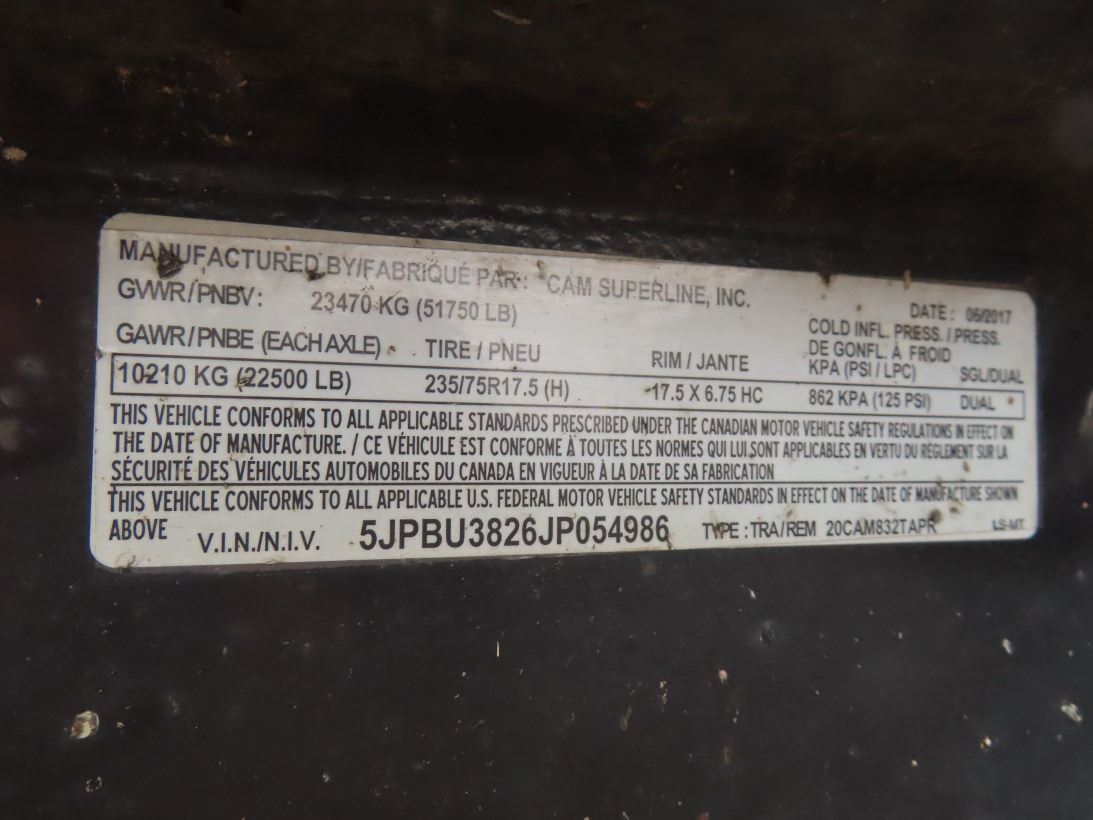 MANUFACTURED BY/FABRIQUÉ PAR: CAM SUPERLINE, INC.
GVWR/PNBV: 23470 KG (51750 LB) DATE: 06/2017
GAWR/PNBE (EACH AXLE) TIRE / PNEU RIM / JANTE COLD INFL. PRESS. / PRESS.
DE GONFL. À FROID
KPA (PSI / LPC) SGL/DUAL
10210 KG (22500 LB) 235/75R17.5 (H) 17.5 X 6.75 HC 862 KPA (125 PSI) DUAL
THIS VEHICLE CONFORMS TO ALL APPLICABLE STANDARDS PRESCRIBED UNDER THE CANADIAN MOTOR VEHICLE SAFETY REGULATIONS IN EFFECT ON
THE DATE OF MANUFACTURE. / CE VÉHICULE EST CONFORME À TOUTES LES NORMES QUI LUI SONT APPLICABLES EN VERTU DU RÈGLEMENT SUR LA
SÉCURITÉ DES VÉHICULES AUTOMOBILES DU CANADA EN VIGUEUR À LA DATE DE SA FABRICATION
THIS VEHICLE CONFORMS TO ALL APPLICABLE U.S. FEDERAL MOTOR VEHICLE SAFETY STANDARDS IN EFFECT ON THE DATE OF MANUFACTURE SHOWN
ABOVE V.I.N./N.I.V. 5JPBU3826JP054986 TYPE : TRA/REM 20CAM832TAPR LS-MT